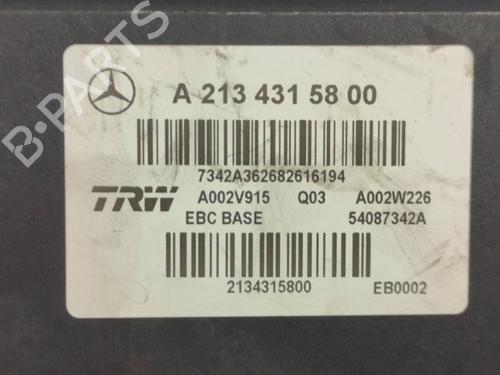 A 213 431 58 00
7342A362682616194
TRW A002V915 Q03 A002W226
EBC BASE 54087342A
2134315800 EB0002
B-PARTS